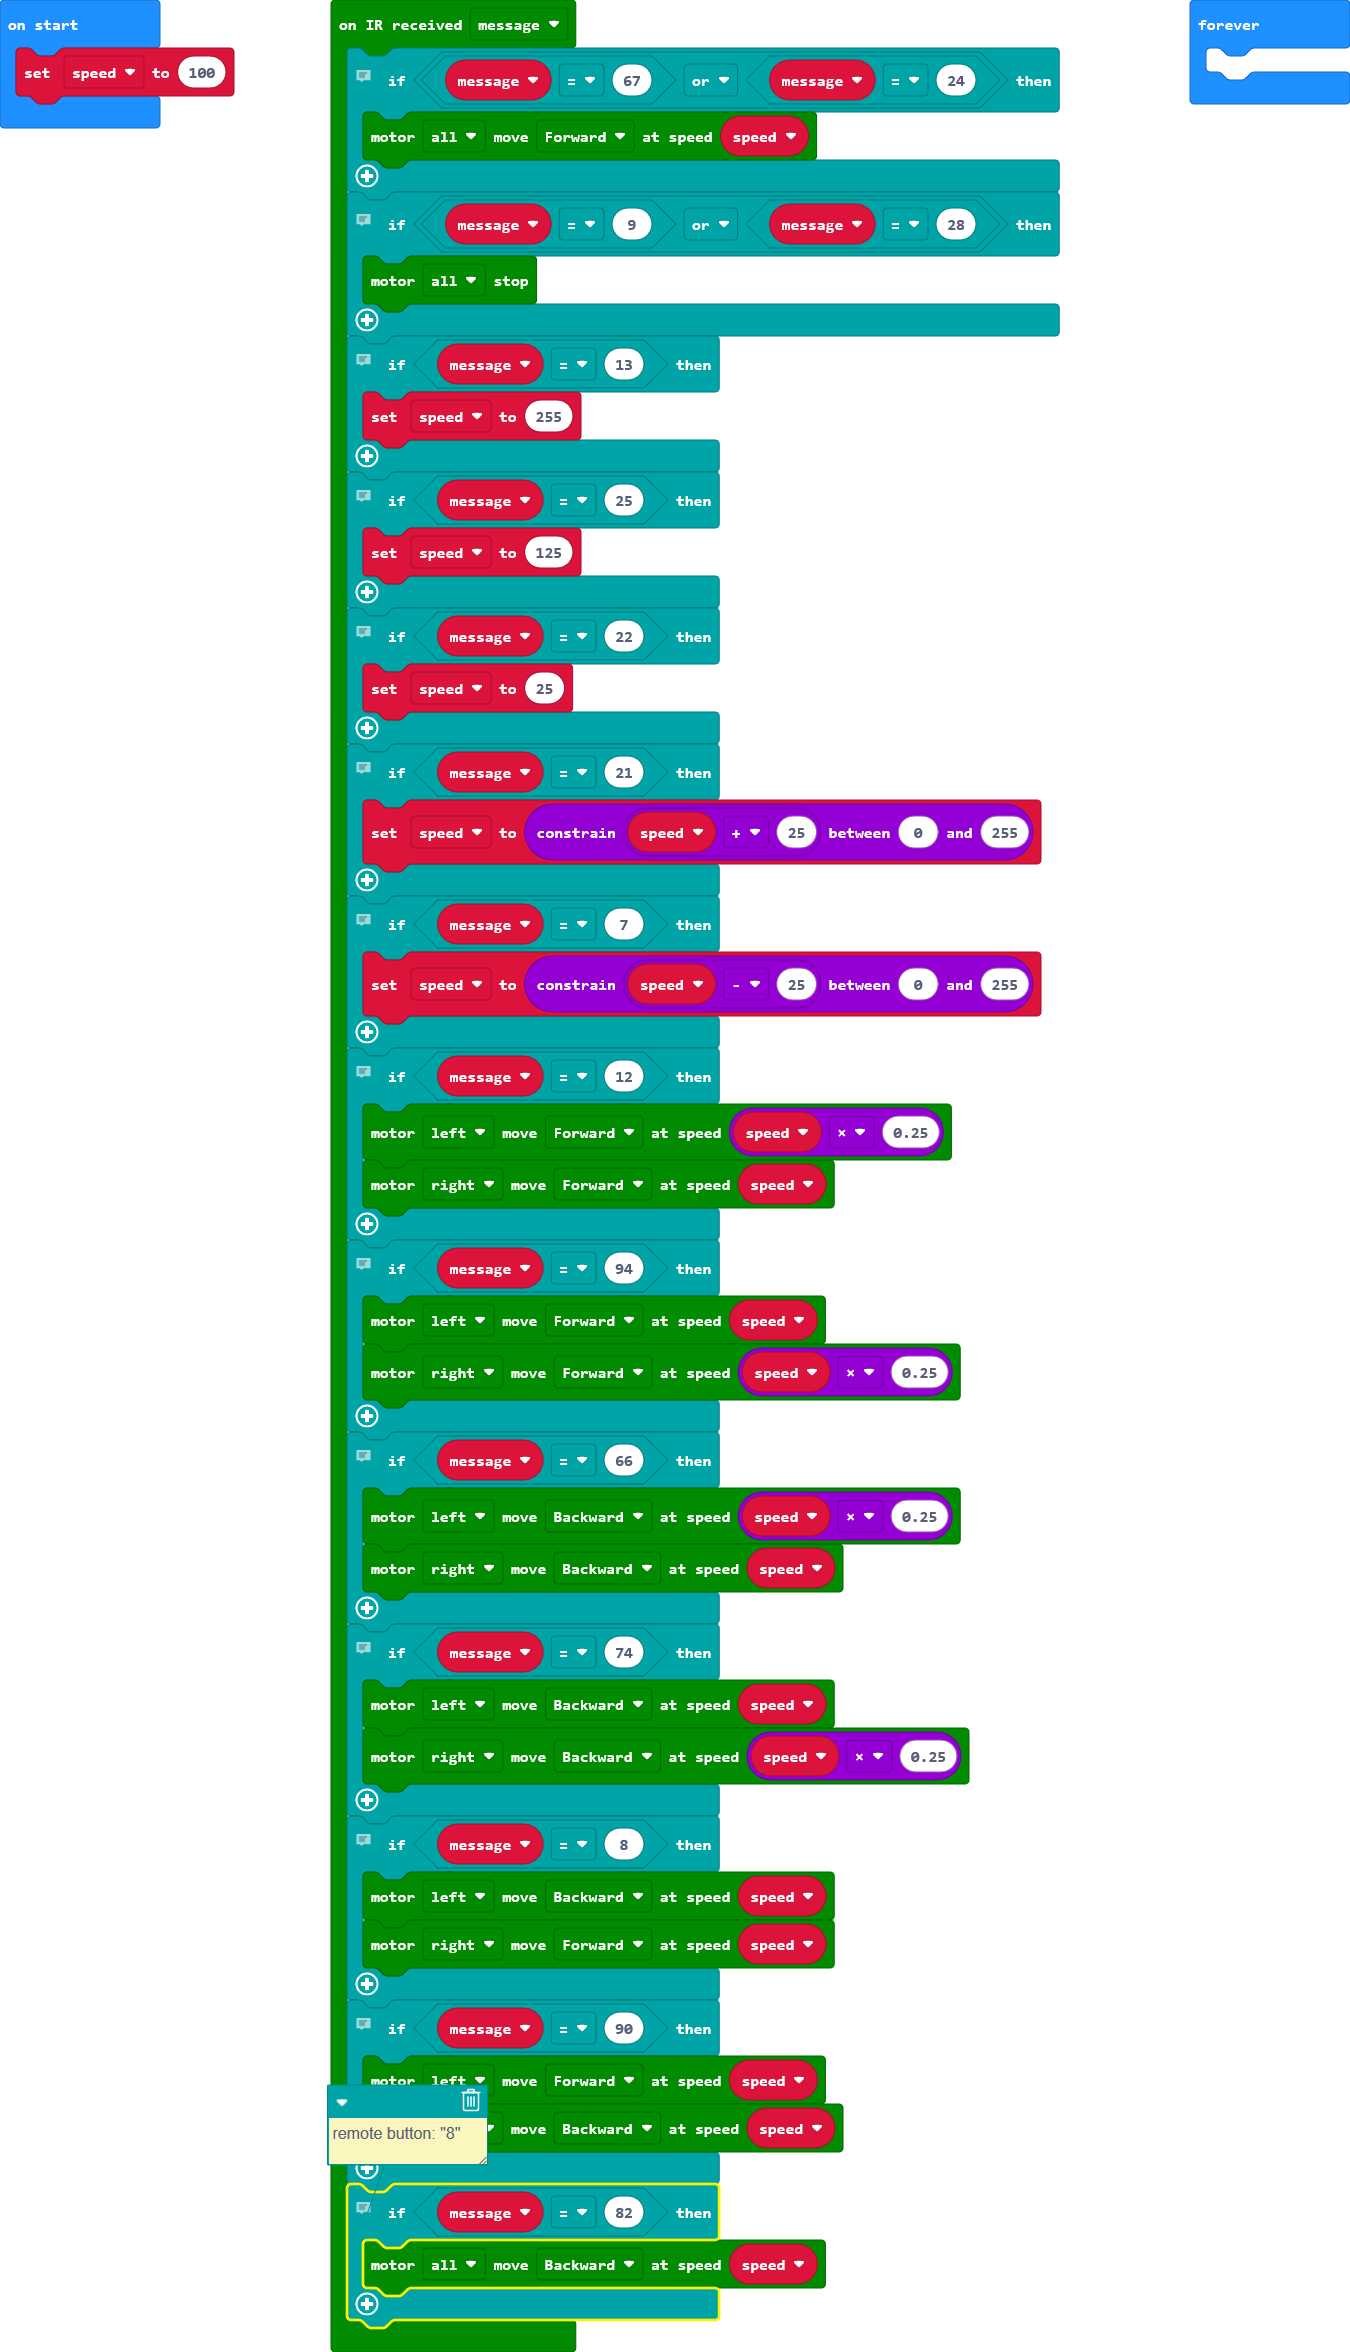 on start
set speed to 100
on IR received message
if message = 67 or message = 24 then
motor all move Forward at speed speed
if message = 9 or message = 28 then
motor all stop
if message = 13 then
set speed to 255
if message = 25 then
set speed to 125
if message = 22 then
set speed to 25
if message = 21 then
set speed to constrain speed + 25 between 0 and 255
if message = 7 then
set speed to constrain speed - 25 between 0 and 255
if message = 12 then
motor left move Forward at speed speed × 0.25
motor right move Forward at speed speed
if message = 94 then
motor left move Forward at speed speed
motor right move Forward at speed speed × 0.25
if message = 66 then
motor left move Backward at speed speed × 0.25
motor right move Backward at speed speed
if message = 74 then
motor left move Backward at speed speed
motor right move Backward at speed speed × 0.25
if message = 8 then
motor left move Backward at speed speed
motor right move Forward at speed speed
if message = 90 then
motor left move Forward at speed speed
move Backward at speed speed
remote button: "8"
if message = 82 then
motor all move Backward at speed speed
forever